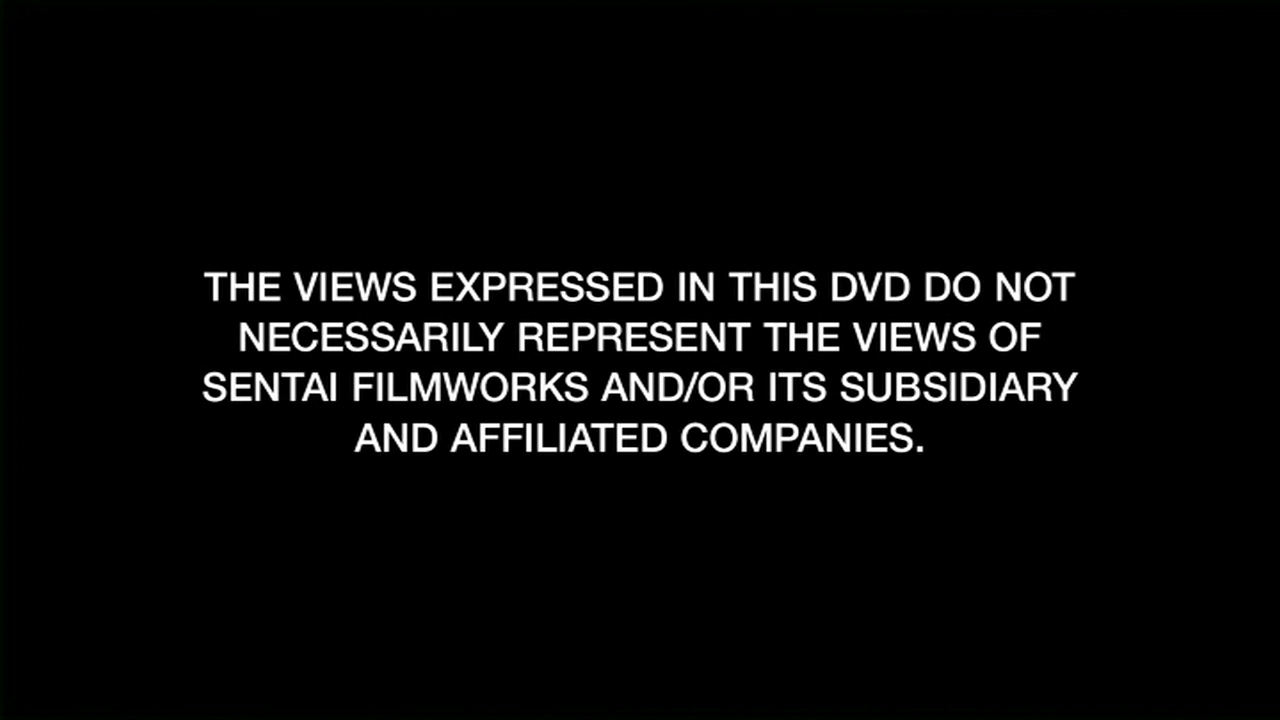 THE VIEWS EXPRESSED IN THIS DVD DO NOT
NECESSARILY REPRESENT THE VIEWS OF
SENTAI FILMWORKS AND/OR ITS SUBSIDIARY
AND AFFILIATED COMPANIES.